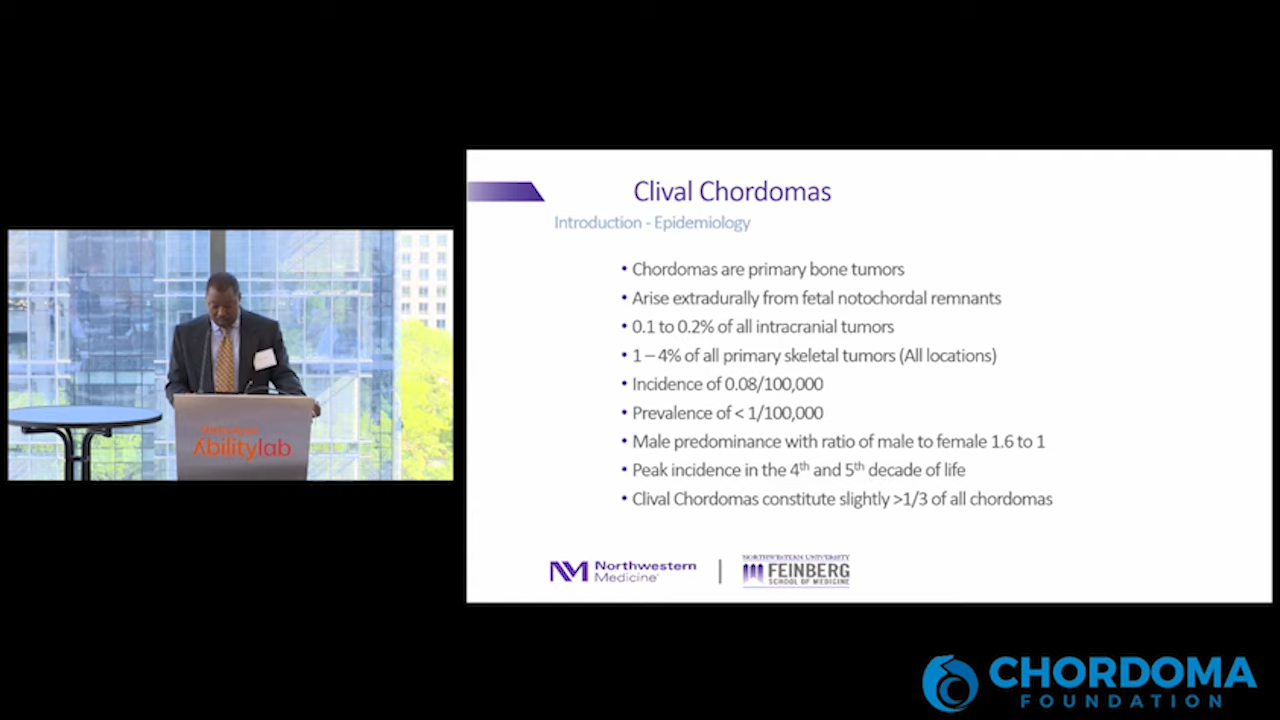 Clival Chordomas
Introduction - Epidemiology
• Chordomas are primary bone tumors
• Arise extradurally from fetal notochordal remnants
• 0.1 to 0.2% of all intracranial tumors
• 1 – 4% of all primary skeletal tumors (All locations)
• Incidence of 0.08/100,000
• Prevalence of < 1/100,000
• Male predominance with ratio of male to female 1.6 to 1
• Peak incidence in the 4th and 5th decade of life
• Clival Chordomas constitute slightly >1/3 of all chordomas
Abilitylab
NM Northwestern
Medicine®
NORTHWESTERN UNIVERSITY
FEINBERG
SCHOOL OF MEDICINE
CHORDOMA
FOUNDATION